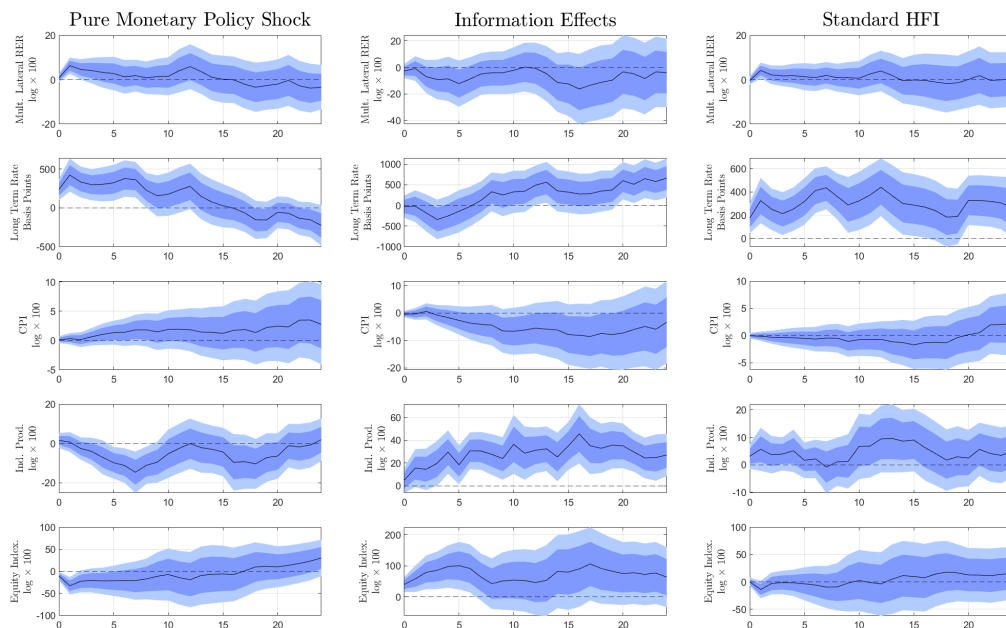 Pure Monetary Policy Shock
Information Effects
Standard HFI
Mult. Lateral RER
log × 100
20
0
-20
0 5 10 15 20
Mult. Lateral RER
log × 100
20
0
-20
-40
0 5 10 15 20
Mult. Lateral RER
log × 100
20
0
-20
0 5 10 15 20
Long Term Rate
Basis Points
500
0
-500
0 5 10 15 20
Long Term Rate
Basis Points
1000
500
0
-500
-1000
0 5 10 15 20
Long Term Rate
Basis Points
600
400
200
0
0 5 10 15 20
CPI
log × 100
10
5
0
-5
0 5 10 15 20
CPI
log × 100
10
0
-10
-20
0 5 10 15 20
CPI
log × 100
10
5
0
-5
0 5 10 15 20
Ind. Prod.
log × 100
0
-20
0 5 10 15 20
Ind. Prod.
log × 100
60
40
20
0
0 5 10 15 20
Ind. Prod.
log × 100
20
10
0
-10
0 5 10 15 20
Equity Index.
log × 100
100
50
0
-50
-100
0 5 10 15 20
Equity Index.
log × 100
200
100
0
0 5 10 15 20
Equity Index.
log × 100
100
50
0
-50
0 5 10 15 20